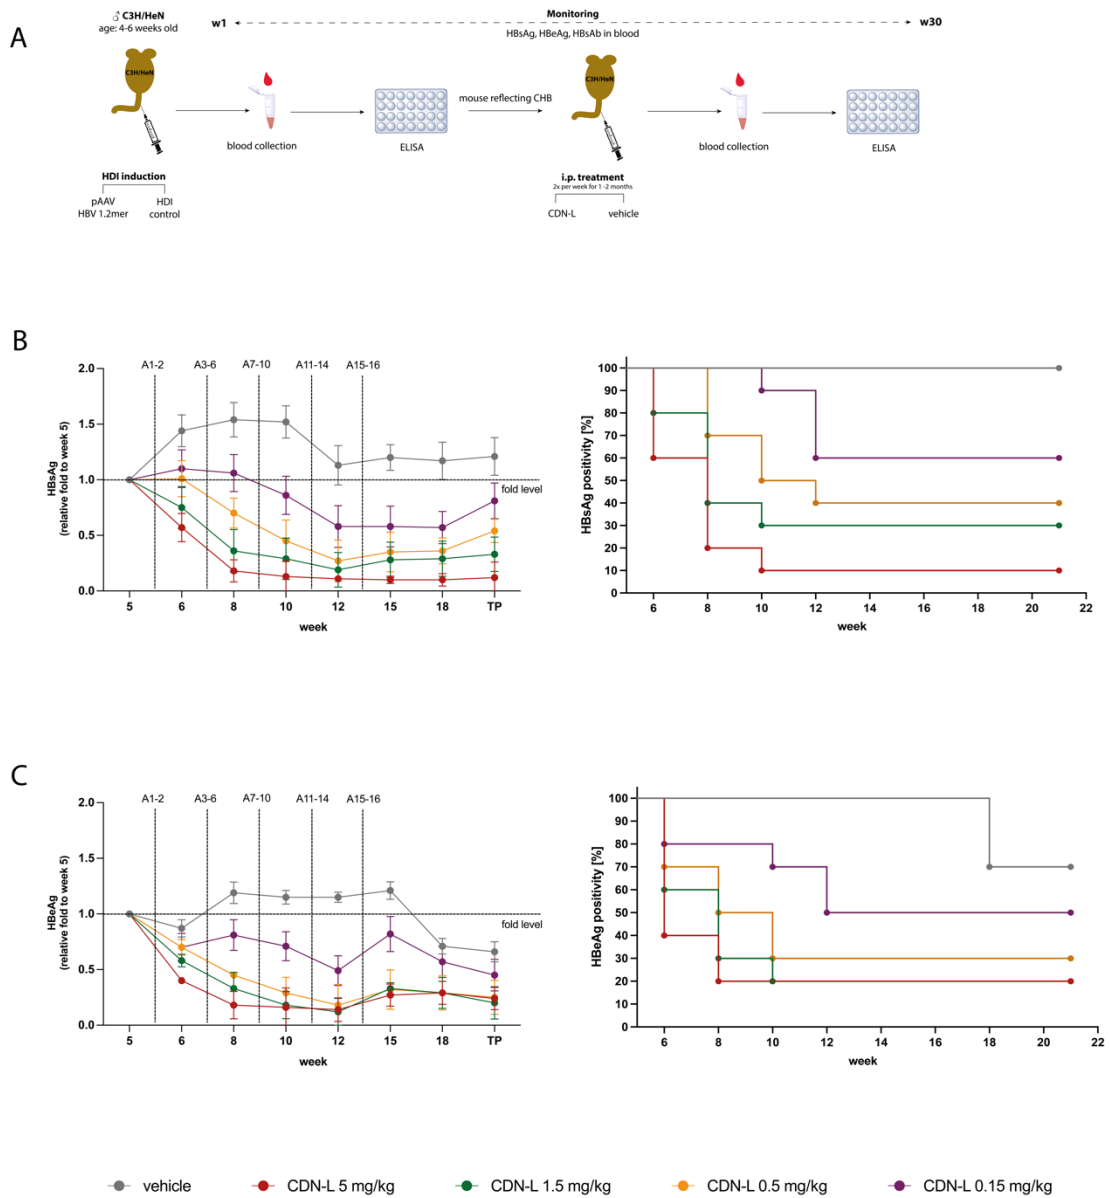 A
♂ C3H/HeN
age: 4-6 weeks old
w1
Monitoring
w30
HBsAg, HBeAg, HBsAb in blood
C3H/HeN
C3H/HeN
mouse reflecting CHB
blood collection
ELISA
blood collection
ELISA
HDI induction
pAAV
HBV 1.2mer
HDI
control
i.p. treatment
2x per week for 1 -2 months
CDN-L
vehicle
B
A1-2
A3-6
A7-10
A11-14
A15-16
HBsAg
(relative fold to week 5)
2.0
1.5
1.0
0.5
0.0
fold level
5
6
8
10
12
15
18
TP
week
HBsAg positivity [%]
100
90
80
70
60
50
40
30
20
10
0
6
8
10
12
14
16
18
20
22
week
C
A1-2
A3-6
A7-10
A11-14
A15-16
HBeAg
(relative fold to week 5)
2.0
1.5
1.0
0.5
0.0
fold level
5
6
8
10
12
15
18
TP
week
HBeAg positivity [%]
100
90
80
70
60
50
40
30
20
10
0
6
8
10
12
14
16
18
20
22
week
vehicle
CDN-L 5 mg/kg
CDN-L 1.5 mg/kg
CDN-L 0.5 mg/kg
CDN-L 0.15 mg/kg